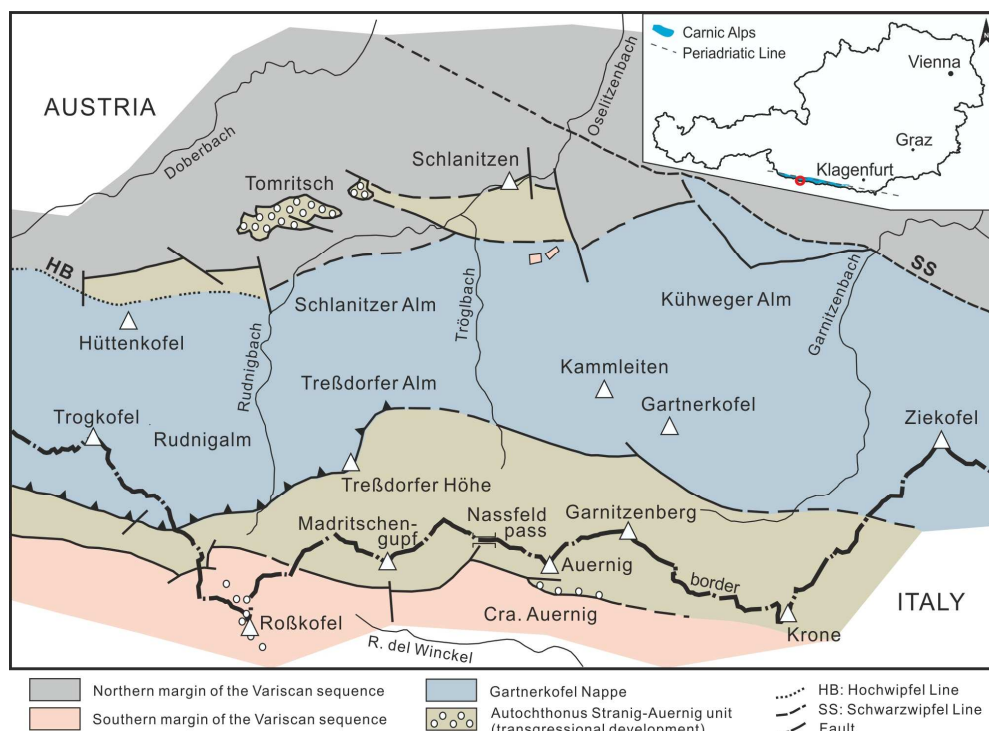 Carnic Alps
Periadriatic Line
Vienna
Graz
Klagenfurt
AUSTRIA
Doberbach
Oselitzenbach
Schlanitzen
Tomritsch
HB
SS
Schlanitzer Alm
Tröglbach
Kühweger Alm
Garnitzenbach
Hüttenkofel
Rudnigbach
Treßdorfer Alm
Kammleiten
Gartnerkofel
Ziekofel
Trogkofel
Rudnigalm
Treßdorfer Höhe
Madritschen-
gupf
Nassfeld
pass
Garnitzenberg
Auernig
border
ITALY
Cra. Auernig
Krone
Roßkofel
R. del Winckel
Northern margin of the Variscan sequence
Southern margin of the Variscan sequence
Gartnerkofel Nappe
Autochthonus Stranig-Auernig unit
(transgressional development)
HB: Hochwipfel Line
SS: Schwarzwipfel Line
Fault